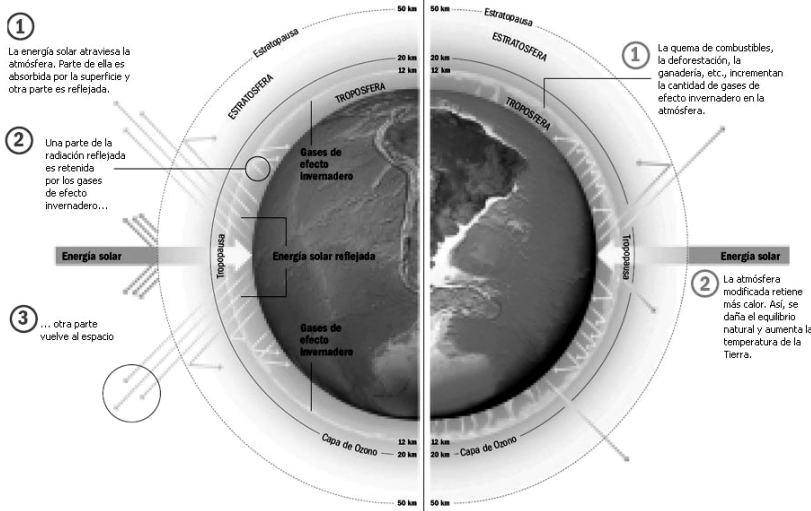 1
La energía solar atraviesa la
atmósfera. Parte de ella es
absorbida por la superficie y
otra parte es reflejada.
2
Una parte de la
radiación reflejada
es retenida
por los gases
de efecto
invernadero...
Energía solar
3
... otra parte
vuelve al espacio
50 km
Estratopausa
20 km
12 km
ESTRATOSFERA
TROPOSFERA
Gases de
efecto
invernadero
Tropopausa
Energía solar reflejada
Gases de
efecto
invernadero
Capa de Ozono
12 km
20 km
50 km
50 km
Estratopausa
ESTRATOSFERA
20 km
12 km
TROPOSFERA
1
La quema de combustibles,
la deforestación, la
ganadería, etc., incrementan
la cantidad de gases de
efecto invernadero en la
atmósfera.
Tropopausa
Energía solar
2
La atmósfera
modificada retiene
más calor. Así, se
daña el equilibrio
natural y aumenta la
temperatura de la
Tierra.
12 km
20 km
Capa de Ozono
50 km